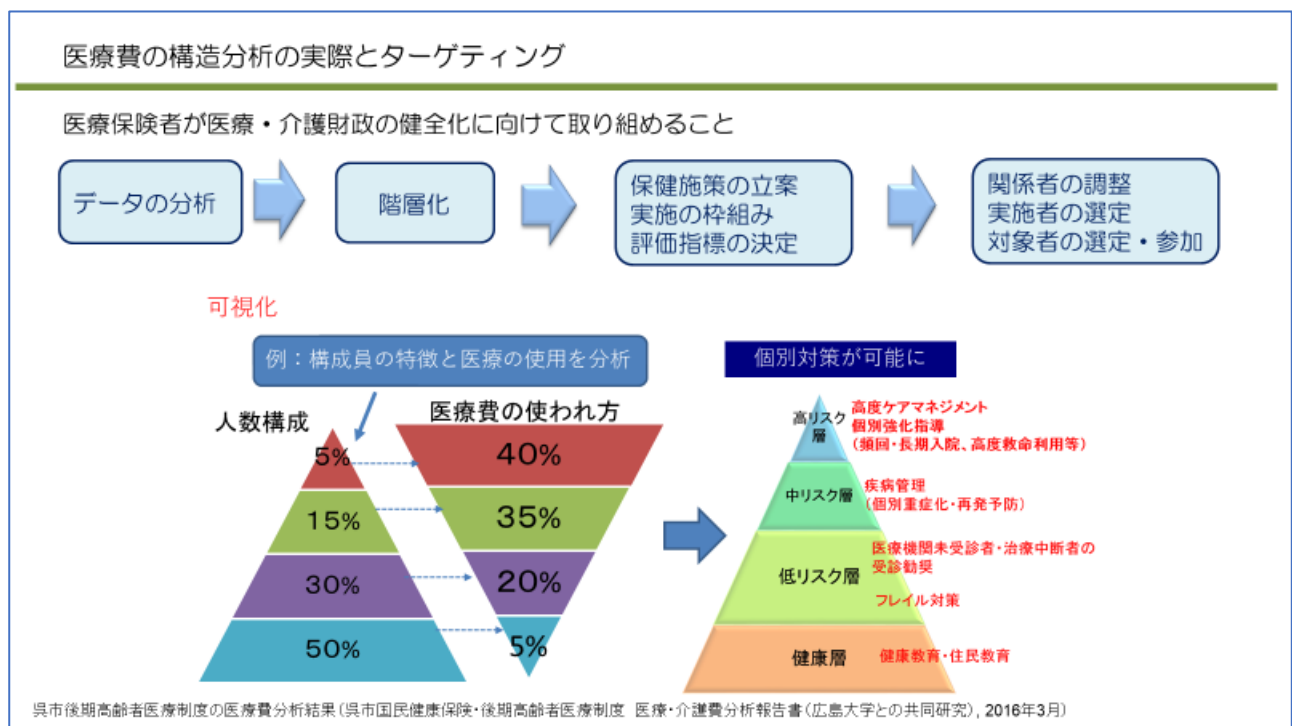 医療費の構造分析の実際とターゲティング
医療保険者が医療・介護財政の健全化に向けて取り組めること
データの分析
階層化
保健施策の立案
実施の枠組み
評価指標の決定
関係者の調整
実施者の選定
対象者の選定・参加
可視化
例：構成員の特徴と医療の使用を分析
人数構成
5%
15%
30%
50%
医療費の使われ方
40%
35%
20%
5%
個別対策が可能に
高リスク
層
高度ケアマネジメント
個別強化指導
（頻回・長期入院、高度救命利用等）
中リスク層
疾病管理
（個別重症化・再発予防）
低リスク層
医療機関未受診者・治療中断者の
受診勧奨
フレイル対策
健康層
健康教育・住民教育
呉市後期高齢者医療制度の医療費分析結果（呉市国民健康保険・後期高齢者医療制度 医療・介護費分析報告書（広島大学との共同研究）, 2016年3月）